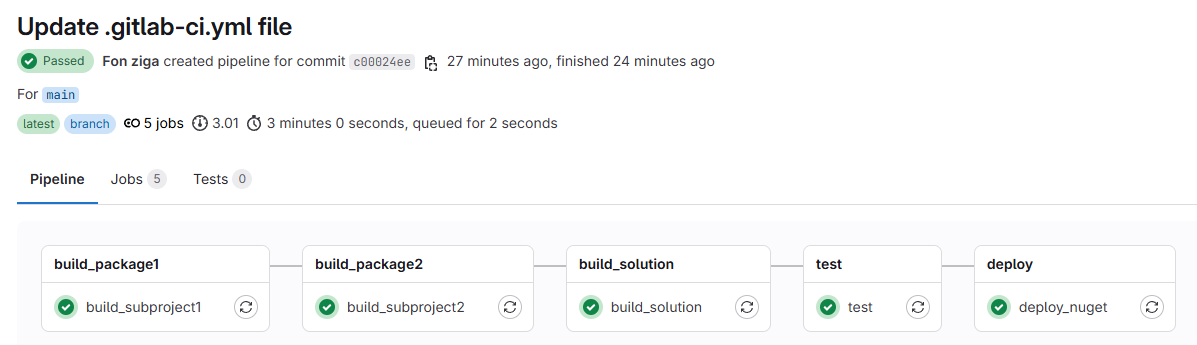 Update .gitlab-ci.yml file
Passed Fon ziga created pipeline for commit c00024ee 27 minutes ago, finished 24 minutes ago
For main
latest branch 5 jobs 3.01 3 minutes 0 seconds, queued for 2 seconds
Pipeline Jobs 5 Tests 0
build_package1 build_package2 build_solution test deploy
build_subproject1 build_subproject2 build_solution test deploy_nuget